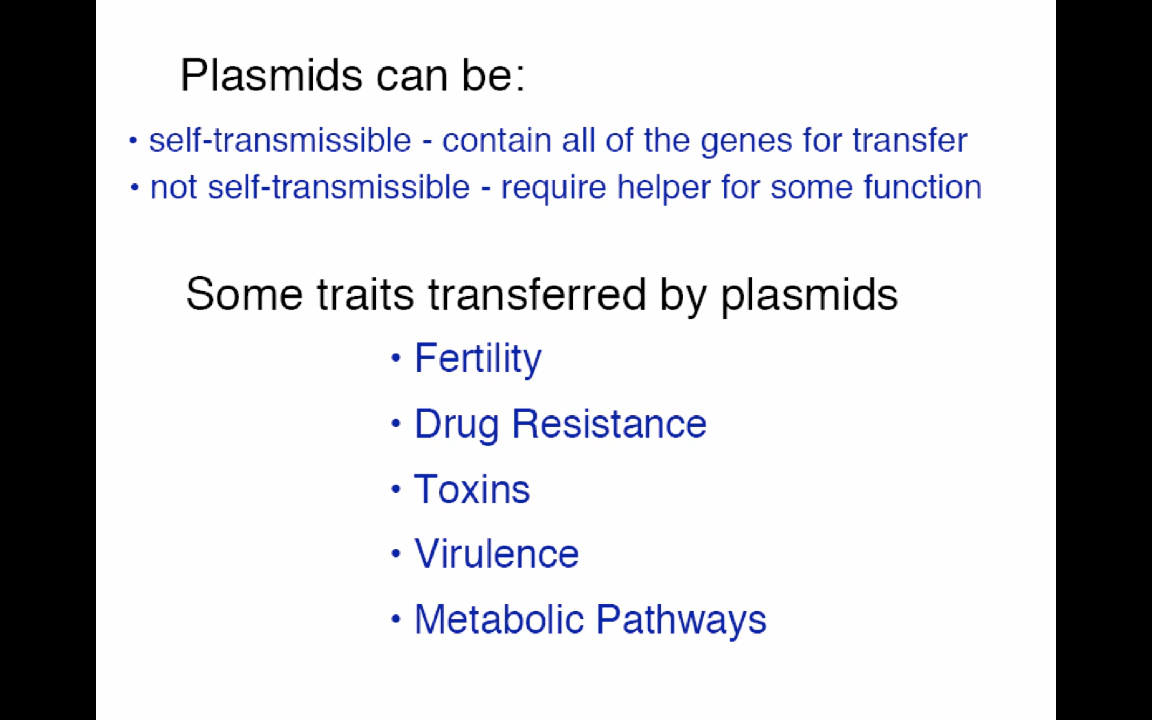 Plasmids can be:
• self-transmissible - contain all of the genes for transfer
• not self-transmissible - require helper for some function
Some traits transferred by plasmids
• Fertility
• Drug Resistance
• Toxins
• Virulence
• Metabolic Pathways